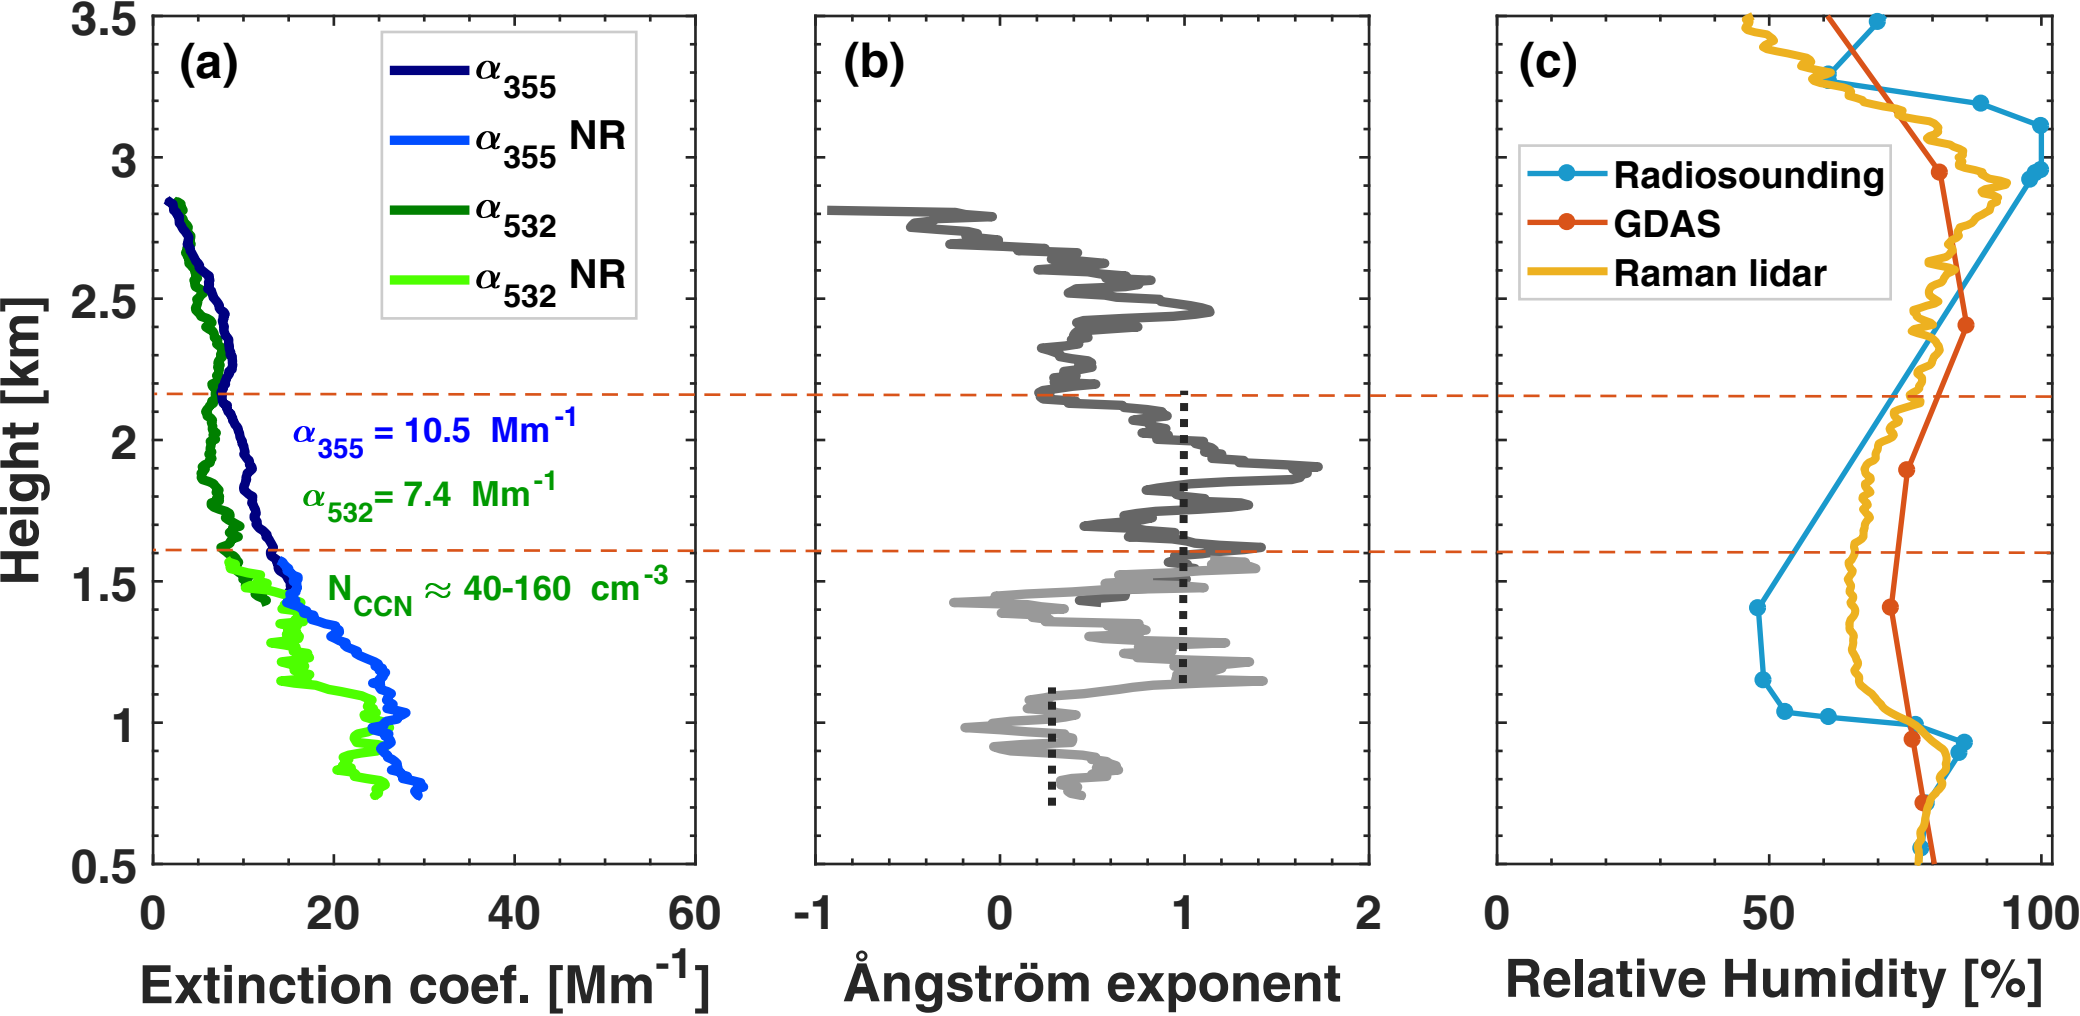 (a)
α355
α355 NR
α532
α532 NR
α355 = 10.5 Mm-1
α532= 7.4 Mm-1
NCCN ≈ 40-160 cm-3
3.5
3
2.5
2
1.5
1
0.5
Height [km]
0 20 40 60
Extinction coef. [Mm-1]
(b)
-1 0 1 2
Ångström exponent
(c)
Radiosounding
GDAS
Raman lidar
0 50 100
Relative Humidity [%]